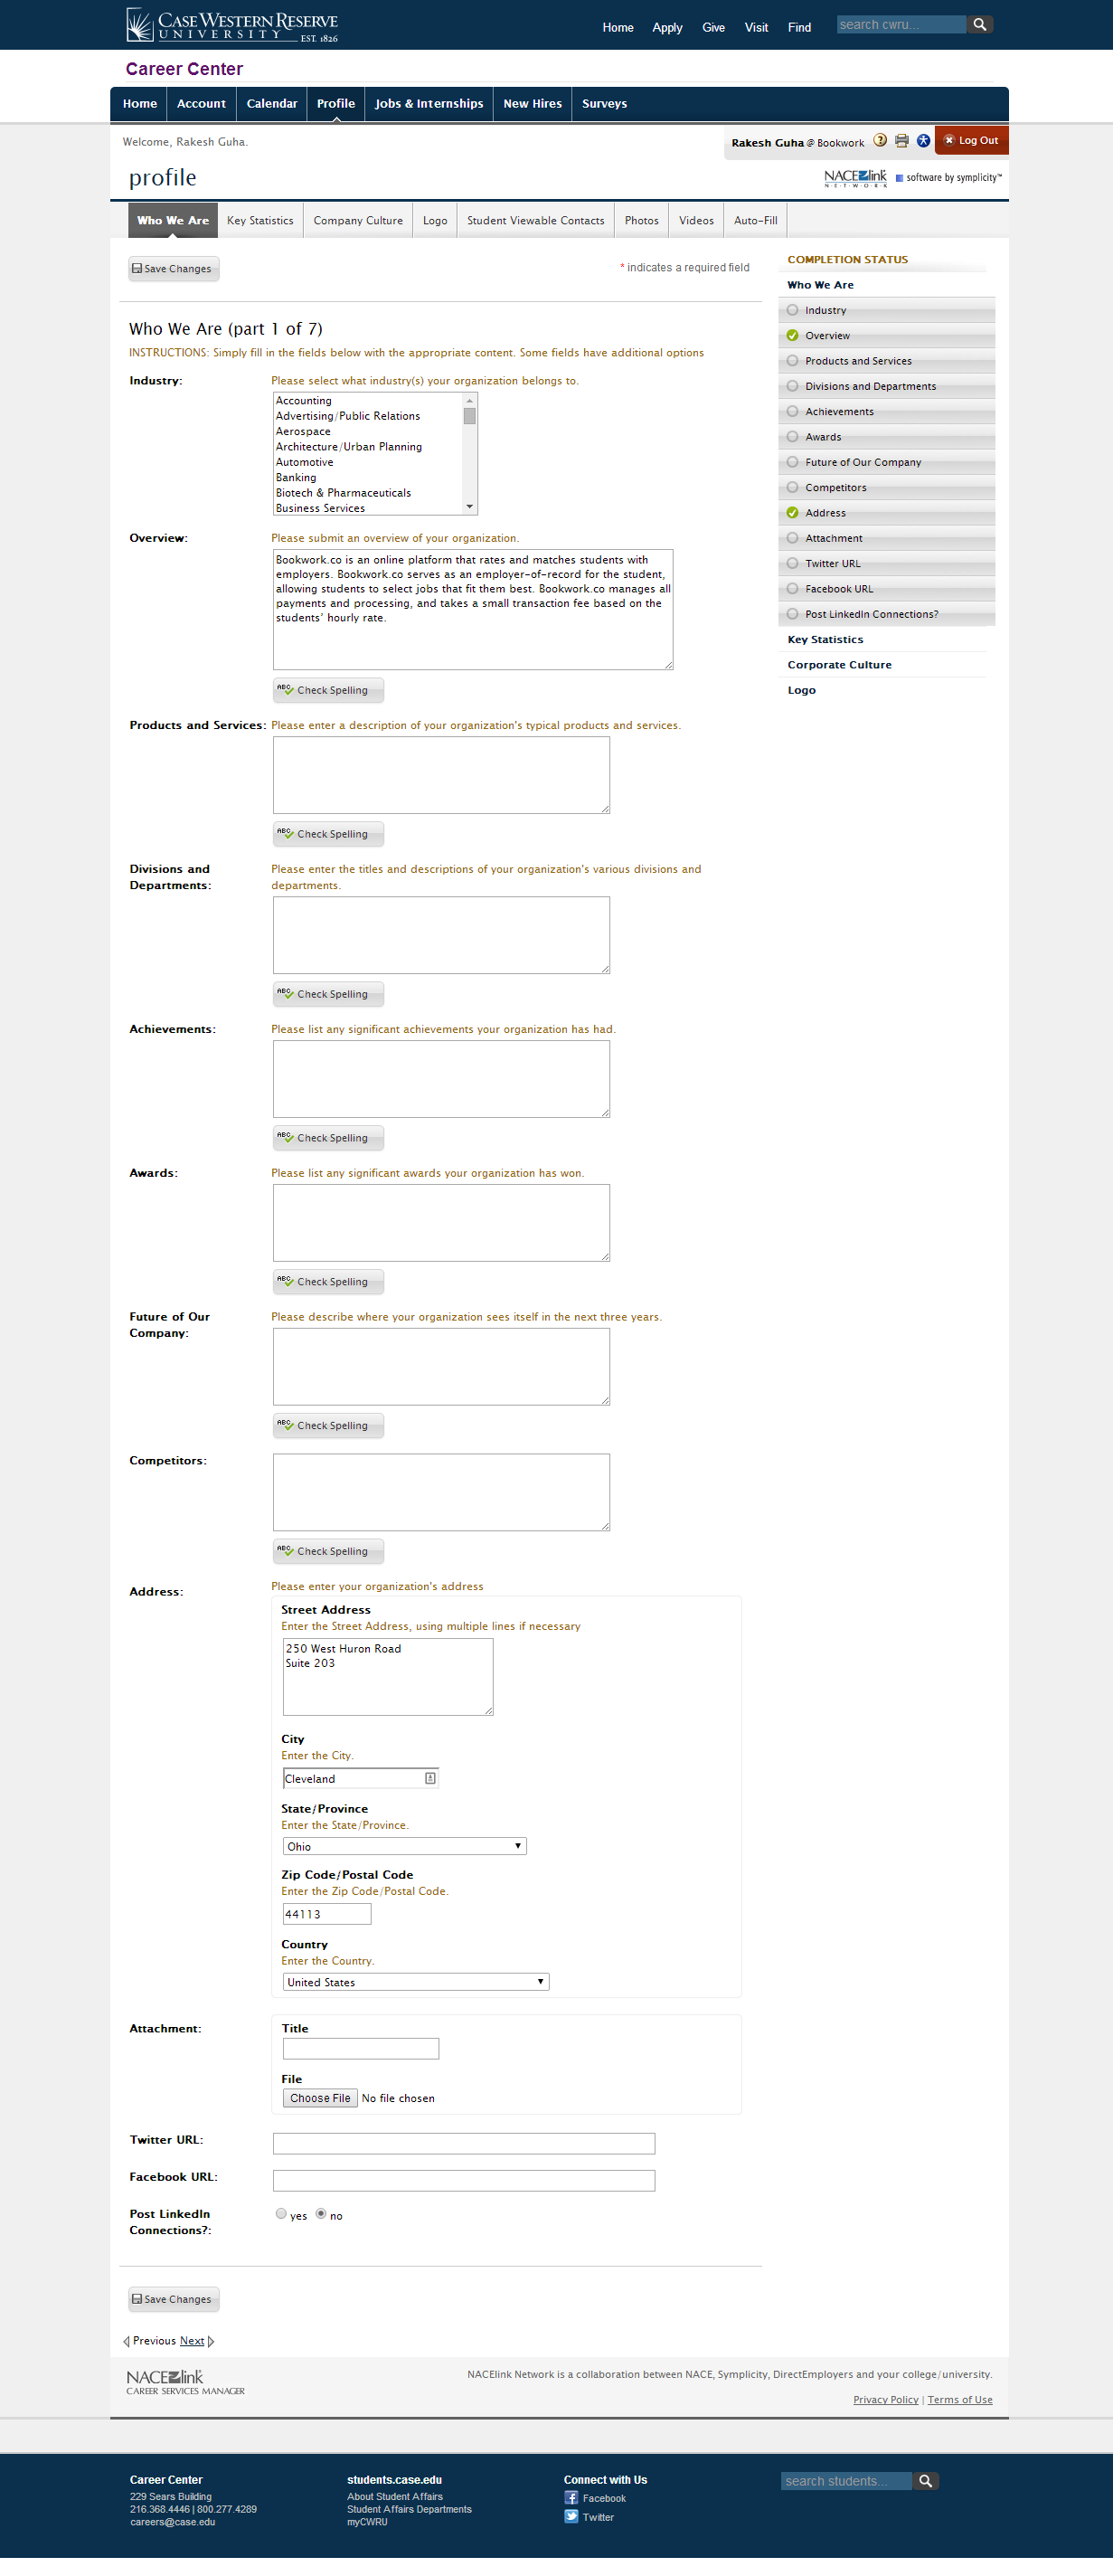 CASE WESTERN RESERVE
UNIVERSITY EST. 1826
Home Apply Give Visit Find
search cwru...
Career Center
Home Account Calendar Profile Jobs & Internships New Hires Surveys
Welcome, Rakesh Guha.
Rakesh Guha @ Bookwork
Log Out
profile
NACElink
NETWORK
software by symplicity™
Who We Are Key Statistics Company Culture Logo Student Viewable Contacts Photos Videos Auto-Fill
Save Changes
* indicates a required field
Who We Are (part 1 of 7)
INSTRUCTIONS: Simply fill in the fields below with the appropriate content. Some fields have additional options
Industry:
Please select what industry(s) your organization belongs to.
Accounting
Advertising/Public Relations
Aerospace
Architecture/Urban Planning
Automotive
Banking
Biotech & Pharmaceuticals
Business Services
Overview:
Please submit an overview of your organization.
Bookwork.co is an online platform that rates and matches students with
employers. Bookwork.co serves as an employer-of-record for the student,
allowing students to select jobs that fit them best. Bookwork.co manages all
payments and processing, and takes a small transaction fee based on the
students' hourly rate.
ABC Check Spelling
Products and Services:
Please enter a description of your organization's typical products and services.
ABC Check Spelling
Divisions and
Departments:
Please enter the titles and descriptions of your organization's various divisions and
departments.
ABC Check Spelling
Achievements:
Please list any significant achievements your organization has had.
ABC Check Spelling
Awards:
Please list any significant awards your organization has won.
ABC Check Spelling
Future of Our
Company:
Please describe where your organization sees itself in the next three years.
ABC Check Spelling
Competitors:
ABC Check Spelling
Address:
Please enter your organization's address
Street Address
Enter the Street Address, using multiple lines if necessary
250 West Huron Road
Suite 203
City
Enter the City.
Cleveland
State/Province
Enter the State/Province.
Ohio
Zip Code/Postal Code
Enter the Zip Code/Postal Code.
44113
Country
Enter the Country.
United States
Attachment:
Title
File
Choose File No file chosen
Twitter URL:
Facebook URL:
Post LinkedIn
Connections?:
yes no
Save Changes
Previous Next
COMPLETION STATUS
Who We Are
Industry
Overview
Products and Services
Divisions and Departments
Achievements
Awards
Future of Our Company
Competitors
Address
Attachment
Twitter URL
Facebook URL
Post LinkedIn Connections?
Key Statistics
Corporate Culture
Logo
NACElink
CAREER SERVICES MANAGER
NACElink Network is a collaboration between NACE, Symplicity, DirectEmployers and your college/university.
Privacy Policy | Terms of Use
Career Center
229 Sears Building
216.368.4446 | 800.277.4289
careers@case.edu
students.case.edu
About Student Affairs
Student Affairs Departments
myCWRU
Connect with Us
Facebook
Twitter
search students...